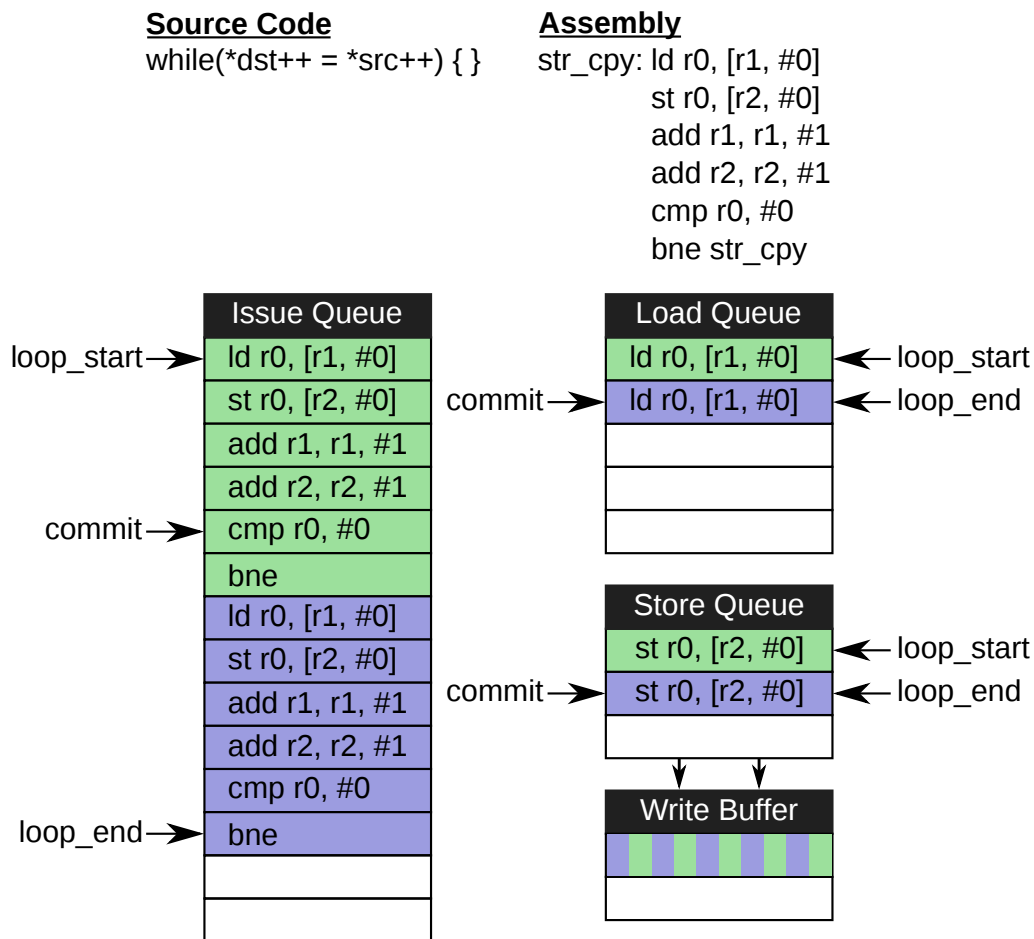 Source Code
while(*dst++ = *src++) { }
Assembly
str_cpy: ld r0, [r1, #0]
st r0, [r2, #0]
add r1, r1, #1
add r2, r2, #1
cmp r0, #0
bne str_cpy
Issue Queue
loop_start
ld r0, [r1, #0]
st r0, [r2, #0]
add r1, r1, #1
add r2, r2, #1
commit
cmp r0, #0
bne
ld r0, [r1, #0]
st r0, [r2, #0]
add r1, r1, #1
add r2, r2, #1
cmp r0, #0
loop_end
bne
Load Queue
ld r0, [r1, #0]
loop_start
commit
ld r0, [r1, #0]
loop_end
Store Queue
st r0, [r2, #0]
loop_start
commit
st r0, [r2, #0]
loop_end
Write Buffer